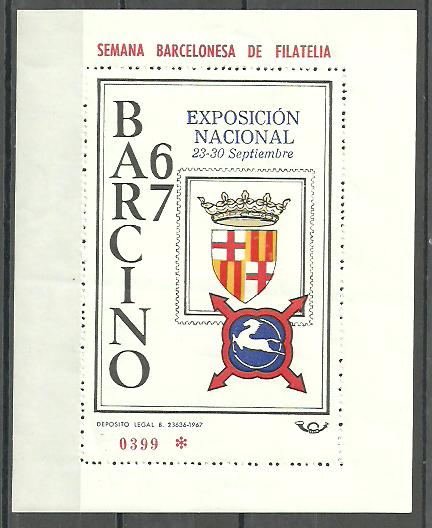 SEMANA BARCELONESA DE FILATELIA
BARCINO
67
EXPOSICIÓN
NACIONAL
23-30 Septiembre
DEPOSITO LEGAL B. 23636-1967
0399 *